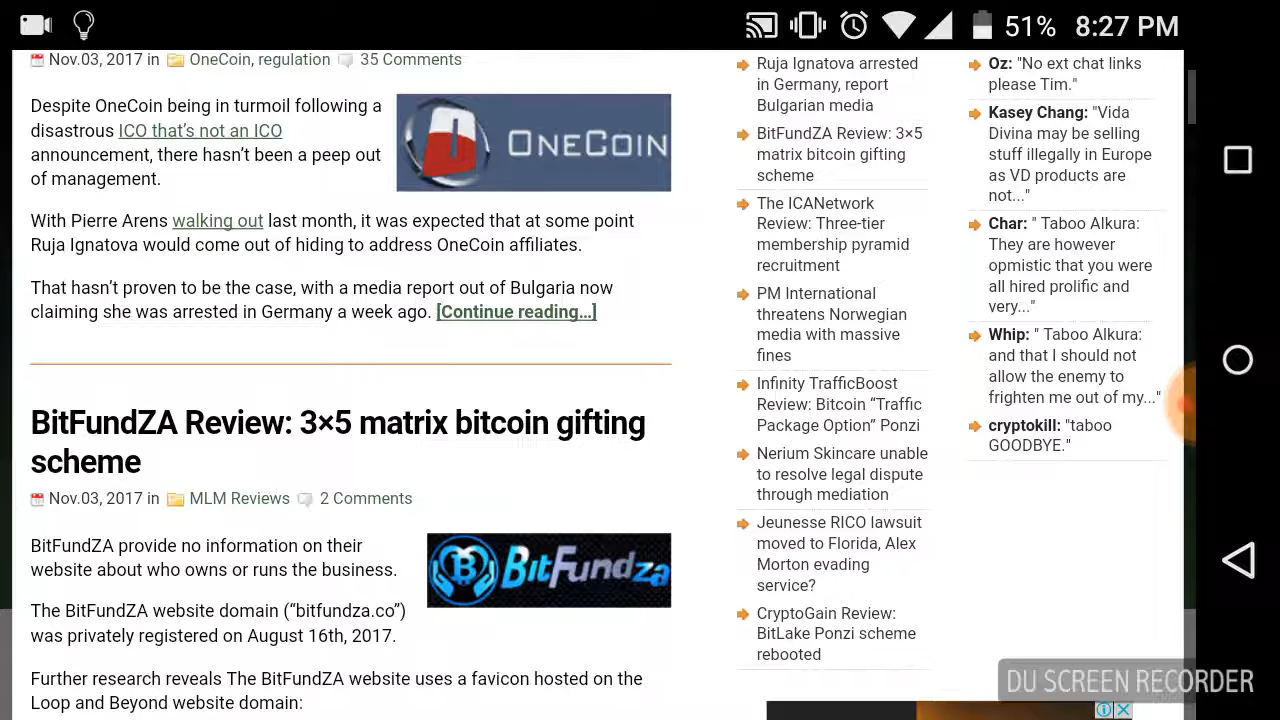 51% 8:27 PM
Nov.03, 2017 in OneCoin, regulation 35 Comments
Despite OneCoin being in turmoil following a
disastrous ICO that’s not an ICO
announcement, there hasn’t been a peep out
of management.
ONECOIN
With Pierre Arens walking out last month, it was expected that at some point
Ruja Ignatova would come out of hiding to address OneCoin affiliates.
That hasn’t proven to be the case, with a media report out of Bulgaria now
claiming she was arrested in Germany a week ago. [Continue reading...]
BitFundZA Review: 3×5 matrix bitcoin gifting
scheme
Nov.03, 2017 in MLM Reviews 2 Comments
BitFundZA provide no information on their
website about who owns or runs the business.
BitFundza
The BitFundZA website domain (“bitfundza.co”)
was privately registered on August 16th, 2017.
Further research reveals The BitFundZA website uses a favicon hosted on the
Loop and Beyond website domain:
Ruja Ignatova arrested
in Germany, report
Bulgarian media
BitFundZA Review: 3×5
matrix bitcoin gifting
scheme
The ICANetwork
Review: Three-tier
membership pyramid
recruitment
PM International
threatens Norwegian
media with massive
fines
Infinity TrafficBoost
Review: Bitcoin “Traffic
Package Option” Ponzi
Nerium Skincare unable
to resolve legal dispute
through mediation
Jeunesse RICO lawsuit
moved to Florida, Alex
Morton evading
service?
CryptoGain Review:
BitLake Ponzi scheme
rebooted
Oz: "No ext chat links
please Tim."
Kasey Chang: "Vida
Divina may be selling
stuff illegally in Europe
as VD products are
not..."
Char: " Taboo Alkura:
They are however
opmistic that you were
all hired prolific and
very..."
Whip: " Taboo Alkura:
and that I should not
allow the enemy to
frighten me out of my..."
cryptokill: "taboo
GOODBYE."
DU SCREEN RECORDER